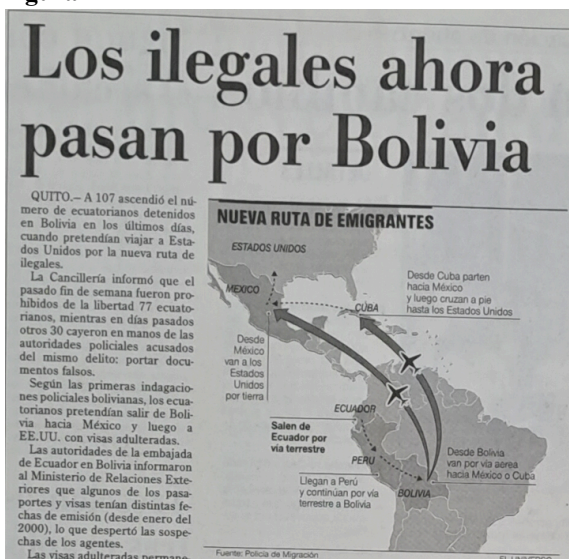 Los ilegales ahora
pasan por Bolivia
QUITO.– A 107 ascendió el nú-
mero de ecuatorianos detenidos
en Bolivia en los últimos días,
cuando pretendían viajar a Esta-
dos Unidos por la nueva ruta de
ilegales.
La Cancillería informó que el
pasado fin de semana fueron pro-
hibidos de la libertad 77 ecuato-
rianos, mientras en días pasados
otros 30 cayeron en manos de las
autoridades policiales acusados
del mismo delito: portar docu-
mentos falsos.
Según las primeras indagacio-
nes policiales bolivianas, los ecua-
torianos pretendían salir de Boli-
via hacia México y luego a
EE.UU. con visas adulteradas.
Las autoridades de la embajada
de Ecuador en Bolivia informaron
al Ministerio de Relaciones Exte-
riores que algunos de los pasa-
portes y visas tenían distintas fe-
chas de emisión (desde enero del
2000), lo que despertó las sospe-
chas de los agentes.
Las visas adulteradas
NUEVA RUTA DE EMIGRANTES
ESTADOS UNIDOS
MEXICO
CUBA
Desde Cuba parten
hacia México
y luego cruzan a pie
hasta los Estados Unidos
Desde
México
van a los
Estados
Unidos
por tierra
ECUADOR
Salen de
Ecuador por
vía terrestre
PERU
Desde Bolivia
van por vía aerea
hacia México o Cuba
Llegan a Perú
y continúan por vía
terrestre a Bolivia
BOLIVIA
Fuente: Policía de Migración
EL UNIVERSO